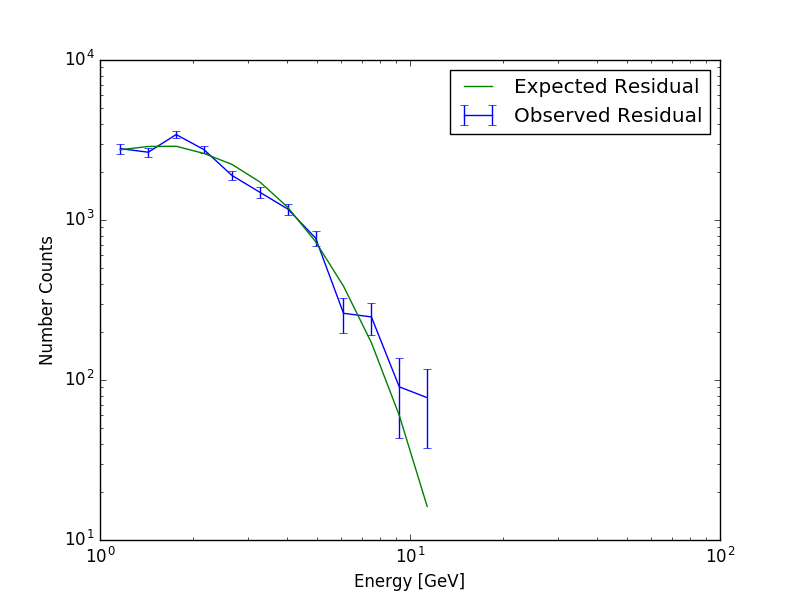 Expected Residual
Observed Residual
10^4
10^3
10^2
10^1
Number Counts
10^0
10^1
10^2
Energy [GeV]